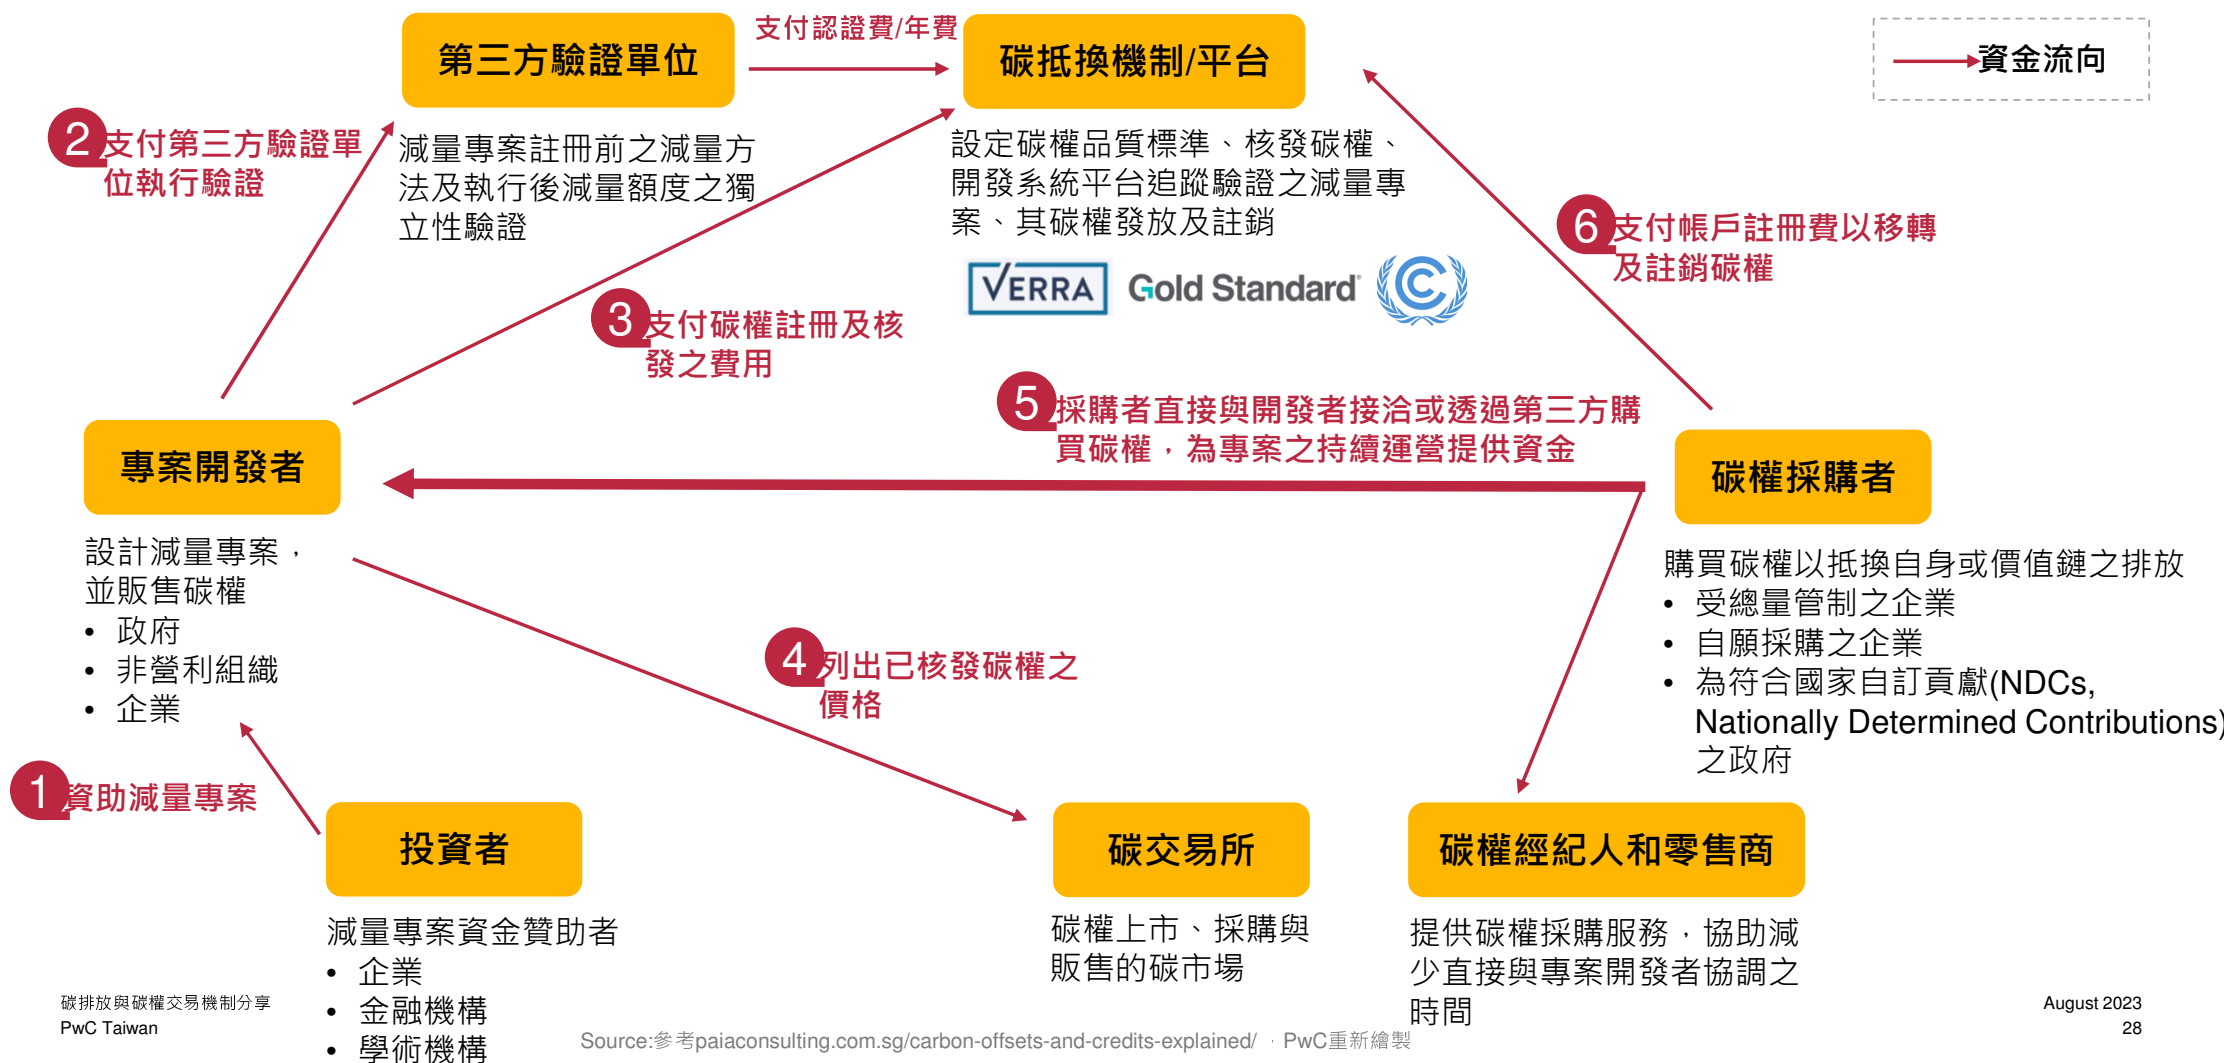 第三方驗證單位
支付認證費/年費
碳抵換機制/平台
資金流向
2
支付第三方驗證單
位執行驗證
減量專案註冊前之減量方
法及執行後減量額度之獨
立性驗證
設定碳權品質標準、核發碳權、
開發系統平台追蹤驗證之減量專
案、其碳權發放及註銷
VERRA
Gold Standard
6
支付帳戶註冊費以移轉
及註銷碳權
3
支付碳權註冊及核
發之費用
5
採購者直接與開發者接洽或透過第三方購
買碳權，為專案之持續運營提供資金
專案開發者
碳權採購者
設計減量專案，
並販售碳權
• 政府
• 非營利組織
• 企業
購買碳權以抵換自身或價值鏈之排放
• 受總量管制之企業
• 自願採購之企業
• 為符合國家自訂貢獻(NDCs,
Nationally Determined Contributions)
之政府
4
列出已核發碳權之
價格
1
資助減量專案
投資者
碳交易所
碳權經紀人和零售商
減量專案資金贊助者
• 企業
• 金融機構
• 學術機構
碳權上市、採購與
販售的碳市場
提供碳權採購服務，協助減
少直接與專案開發者協調之
時間
碳排放與碳權交易機制分享
PwC Taiwan
Source:參考paiaconsulting.com.sg/carbon-offsets-and-credits-explained/ ，PwC重新繪製
August 2023
28